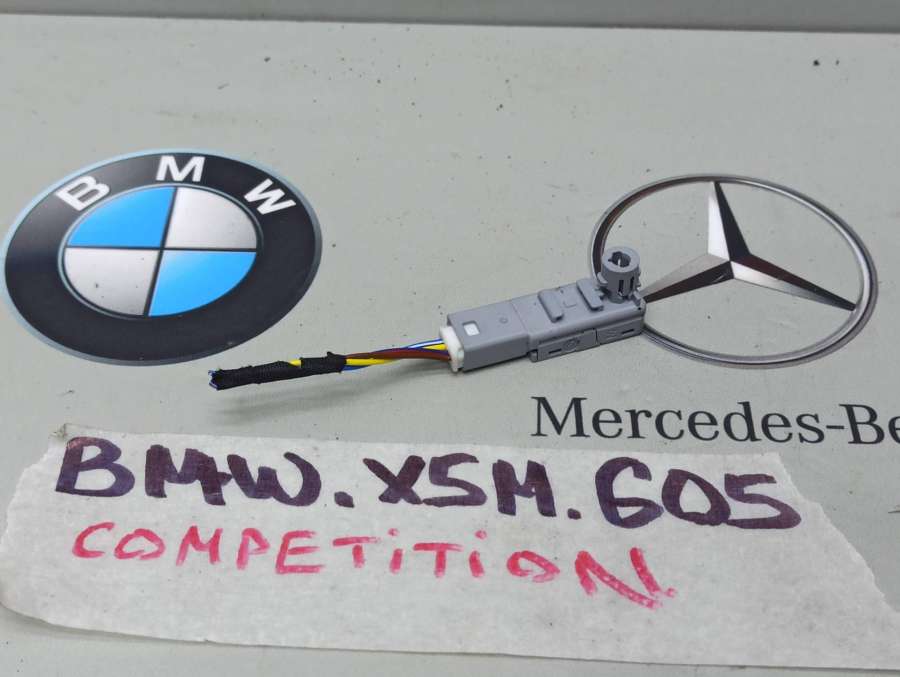 BMW
Mercedes-Be
BMW.X5M.G05
COMPETiTiON.